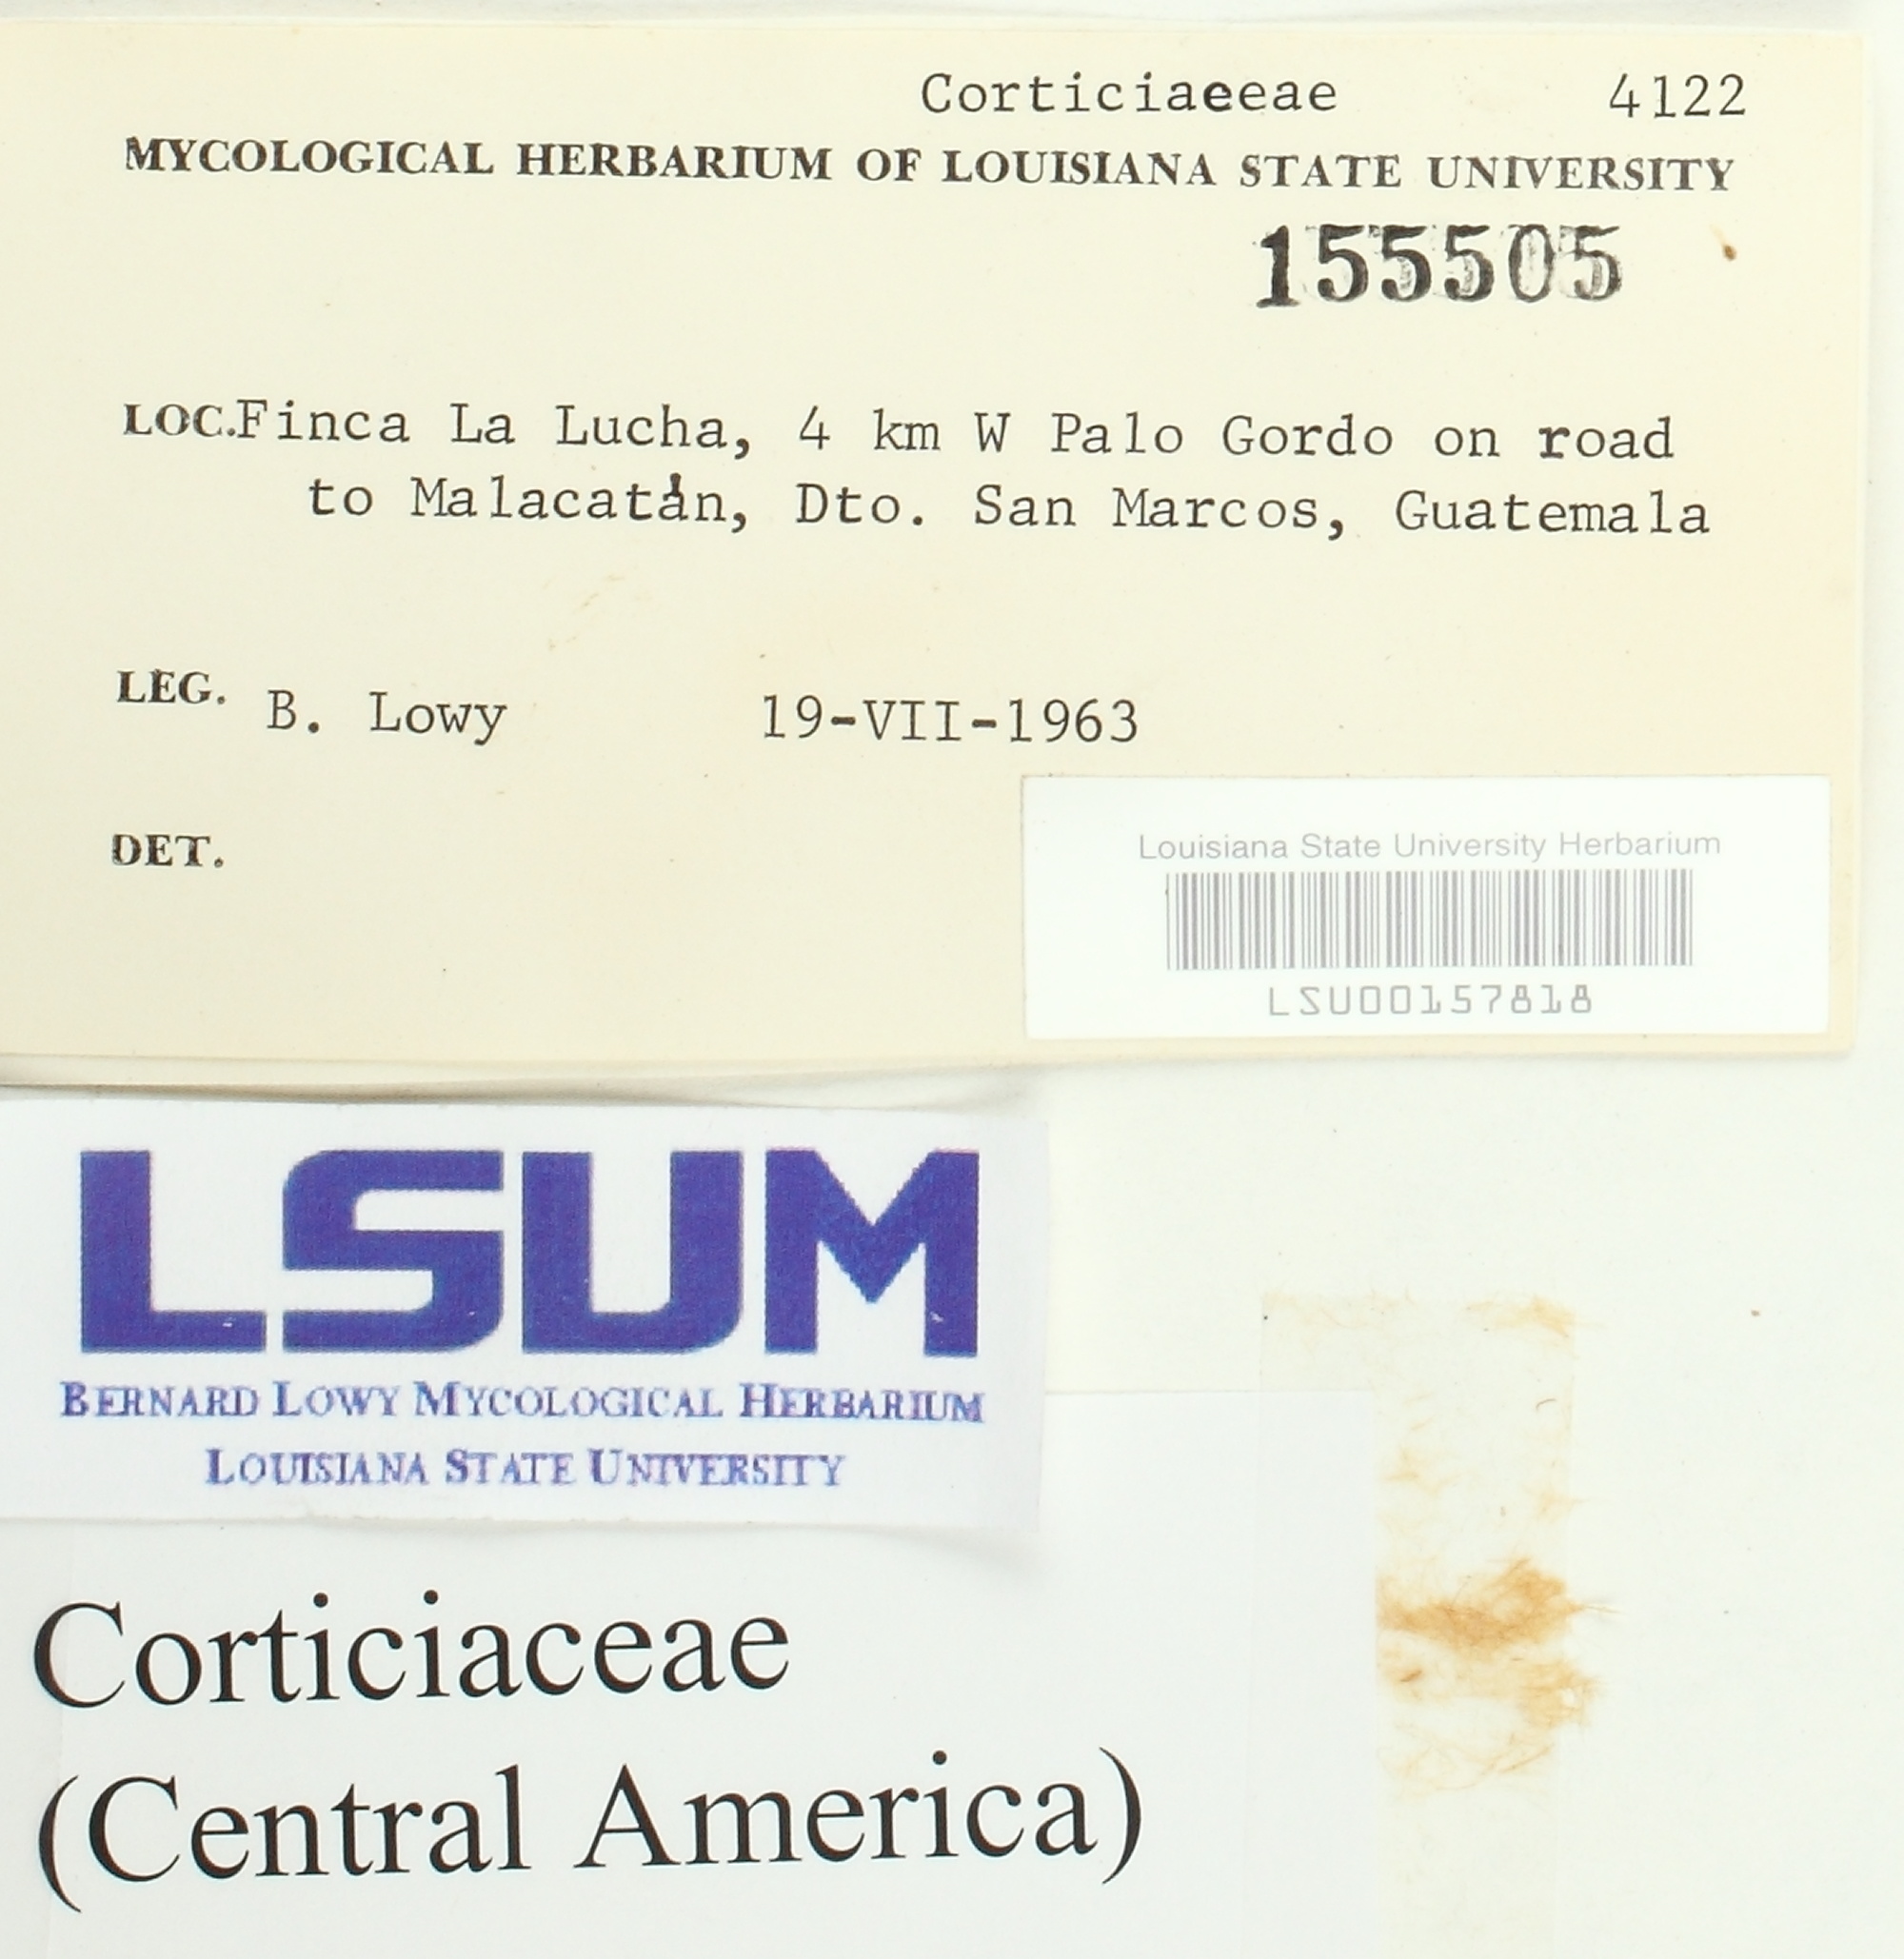 Corticiaeeae 4122
MYCOLOGICAL HERBARIUM OF LOUISIANA STATE UNIVERSITY
155505
LOC. Finca La Lucha, 4 km W Palo Gordo on road
to Malacatán, Dto. San Marcos, Guatemala
LEG. B. Lowy 19-VII-1963
DET.
Louisiana State University Herbarium
LSU00157818
LSUM
BERNARD LOWY MYCOLOGICAL HERBARIUM
LOUISIANA STATE UNIVERSITY
Corticiaceae
(Central America)